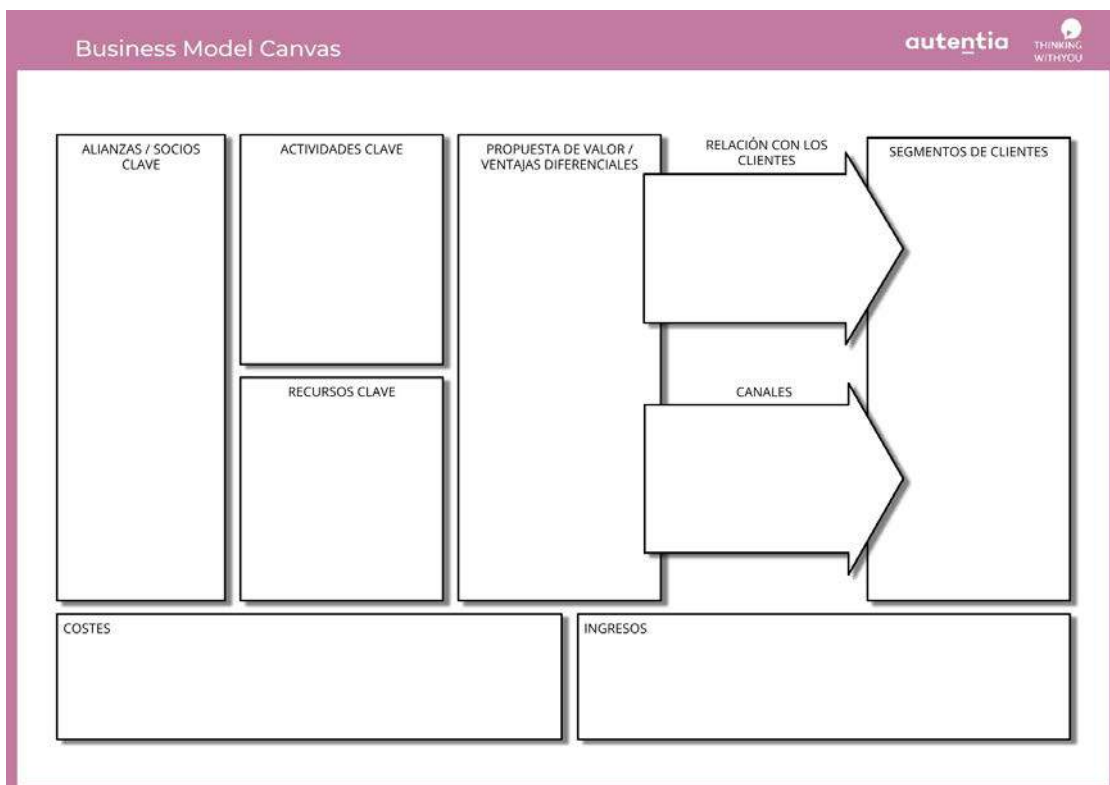 Business Model Canvas
autentia
THINKING
WITHYOU
ALIANZAS / SOCIOS
CLAVE
ACTIVIDADES CLAVE
PROPUESTA DE VALOR /
VENTAJAS DIFERENCIALES
RELACIÓN CON LOS
CLIENTES
SEGMENTOS DE CLIENTES
RECURSOS CLAVE
CANALES
COSTES
INGRESOS